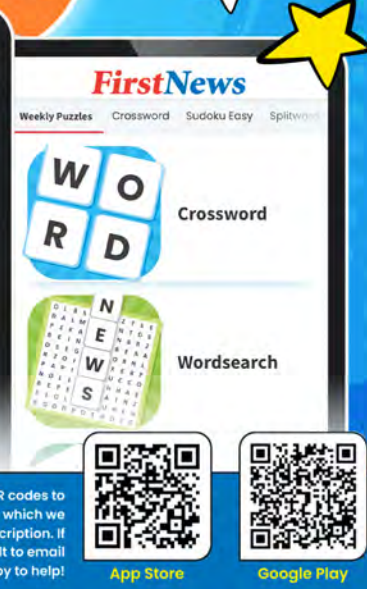 FirstNews
Weekly Puzzles Crossword Sudoku Easy
W O
R D
Crossword
N
E
W
S
Wordsearch
R codes to
which we
cription. If
lt to email
y to help!
App Store
Google Play